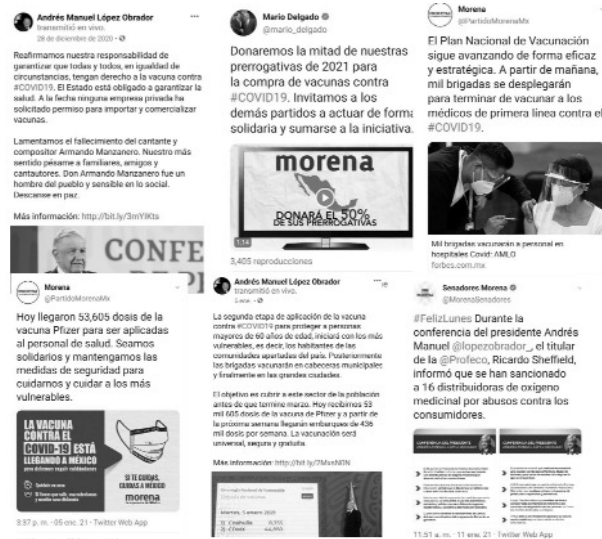 Andrés Manuel López Obrador
transmitió en vivo.
28 de diciembre de 2020
Reafirmamos nuestra responsabilidad de
garantizar que todas y todos, en igualdad de
circunstancias, tengan derecho a la vacuna contra
#COVID19. El Estado está obligado a garantizar la
salud. A la fecha ninguna empresa privada ha
solicitado permiso para importar y comercializar
vacunas.
Lamentamos el fallecimiento del cantante y
compositor Armando Manzanero. Nuestro más
sentido pésame a familiares, amigos y
cantautores. Don Armando Manzanero fue un
hombre del pueblo y sensible en lo social.
Descanse en paz.
Más información: http://bit.ly/3mYIKts
CONFE
Mario Delgado
@mario_delgado
Donaremos la mitad de nuestras
prerrogativas de 2021 para
la compra de vacunas contra
#COVID19. Invitamos a los
demás partidos a actuar de forma
solidaria y sumarse a la iniciativa.
morena
DONARÁ EL 50%
DE SUS PRERROGATIVAS
1:14
3,405 reproducciones
Morena
@PartidoMorenaMx
El Plan Nacional de Vacunación
sigue avanzando de forma eficaz
y estratégica. A partir de mañana,
mil brigadas se desplegarán
para terminar de vacunar a los
médicos de primera línea contra el
#COVID19.
Mil brigadas vacunarán a personal en
hospitales Covid: AMLO
forbes.com.mx
Morena
@PartidoMorenaMx
Hoy llegaron 53,605 dosis de la
vacuna Pfizer para ser aplicadas
al personal de salud. Seamos
solidarios y mantengamos las
medidas de seguridad para
cuidarnos y cuidar a los más
vulnerables.
LA VACUNA
CONTRA EL
COVID-19 ESTÁ
LLEGANDO A MÉXICO
SI TE CUIDAS,
CUIDAS A MÉXICO
morena
9:37 p. m. · 05 ene. 21 · Twitter Web App
Andrés Manuel López Obrador
transmitió en vivo.
La segunda etapa de aplicación de la vacuna
contra #COVID19 para proteger a personas
mayores de 60 años de edad, iniciará con los más
vulnerables, es decir, los habitantes de las
comunidades apartadas del país. Posteriormente
las brigadas vacunarán en cabeceras municipales
y finalmente en las grandes ciudades.
El objetivo es cubrir a este sector de la población
antes de que termine marzo. Hoy recibimos 53
mil 605 dosis de la vacuna de Pfizer y a partir de
la próxima semana llegarán embarques de 436
mil dosis por semana. La vacunación será
universal, segura y gratuita.
Más información:
Martes, 5 enero 2020
Senadores Morena
@MorenaSenadores
#FelizLunes Durante la
conferencia del presidente Andrés
Manuel @lopezobrador_, el titular
de la @Profeco, Ricardo Sheffield,
informó que se han sancionado
a 16 distribuidoras de oxígeno
medicinal por abusos contra los
consumidores.
CONFERENCIA DEL PRESIDENTE
CONFERENCIA DEL PRESIDENTE
11:51 a. m. · 11 ene. 21 · Twitter Web App